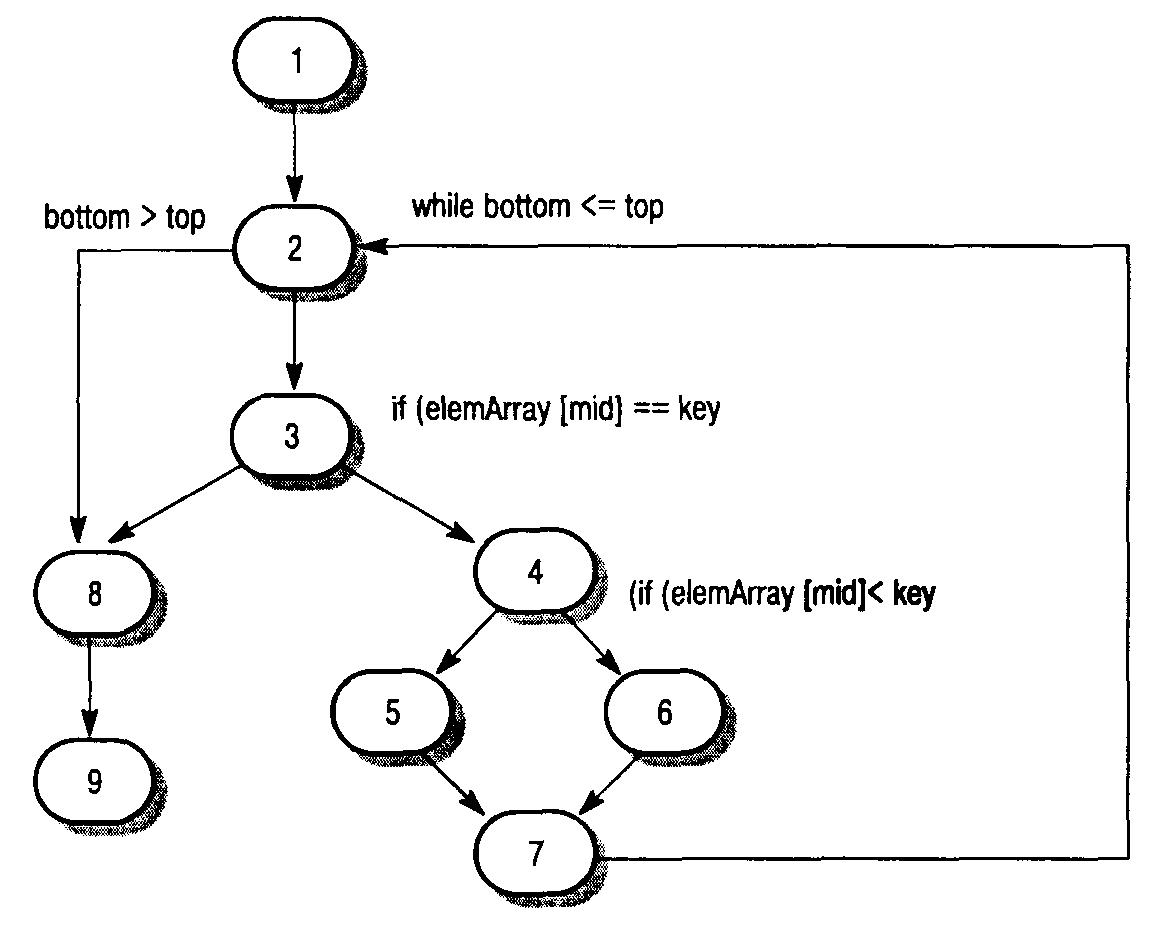 1
bottom > top
while bottom <= top
2
3
if (elemArray [mid] == key
4
(if (elemArray [mid]< key
8
5
6
9
7